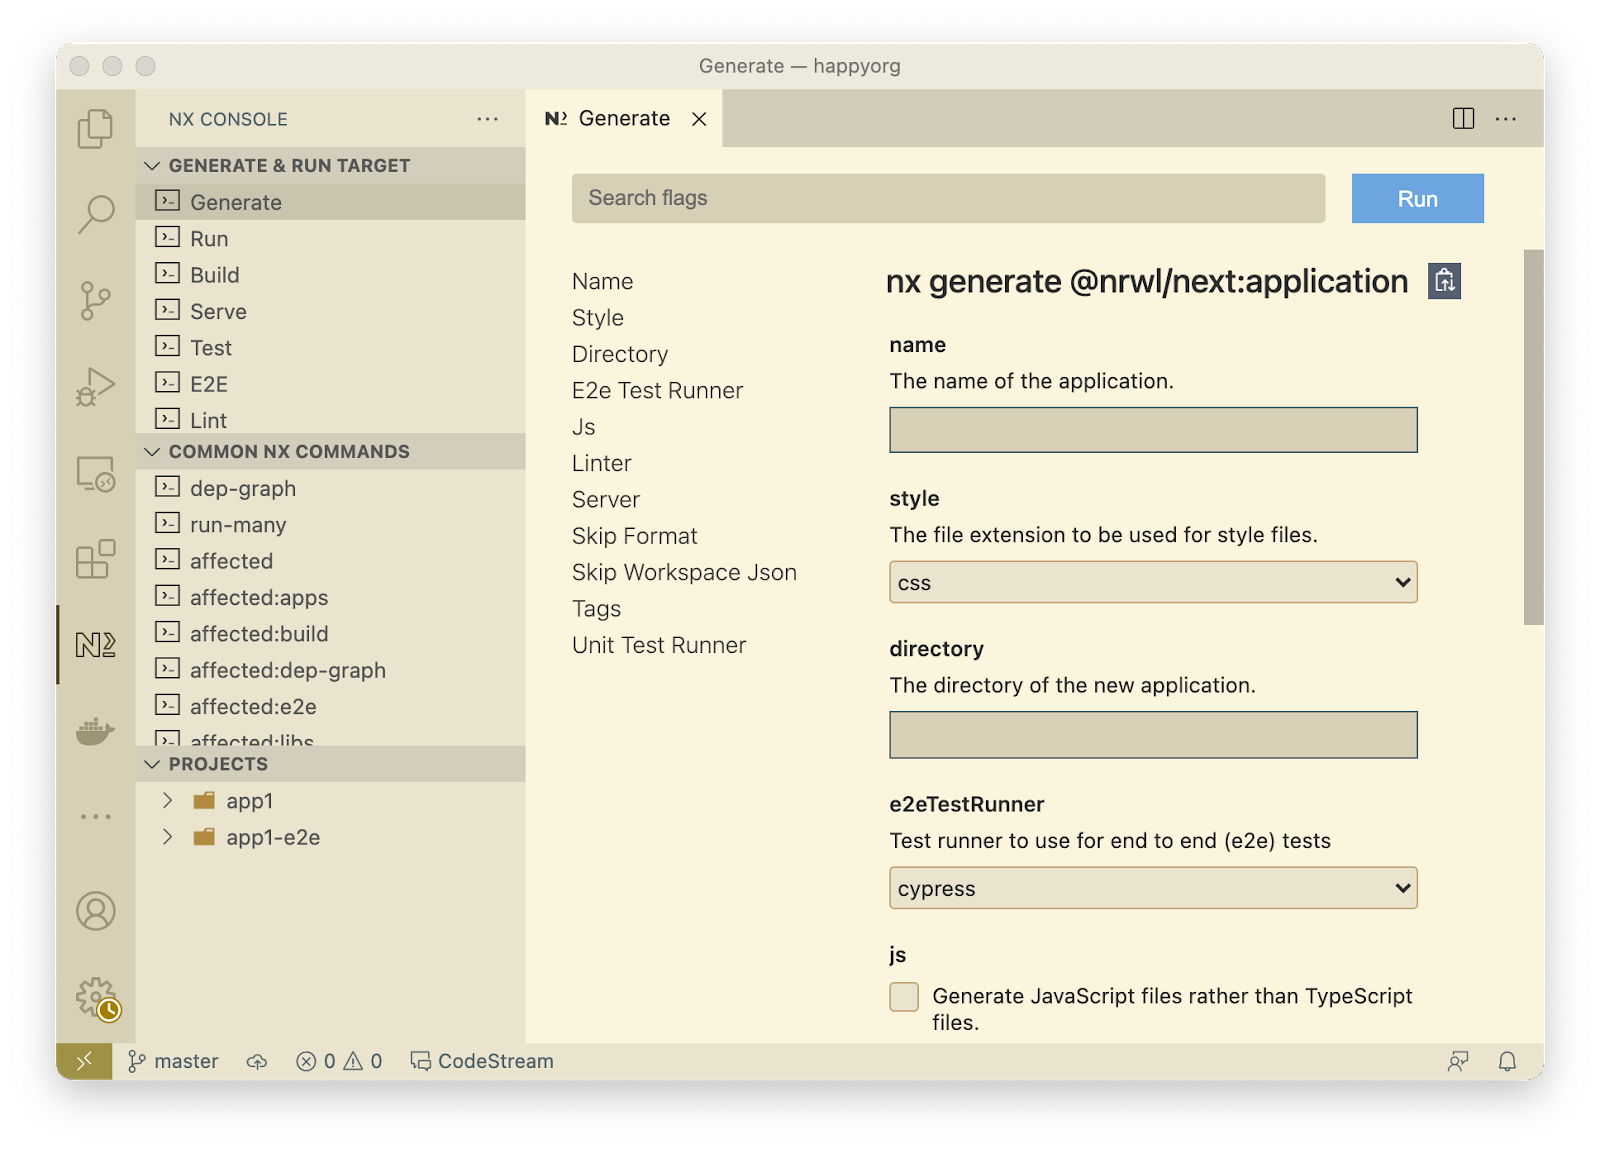 Generate — happyorg
NX CONSOLE
GENERATE & RUN TARGET
Generate
Run
Build
Serve
Test
E2E
Lint
COMMON NX COMMANDS
dep-graph
run-many
affected
affected:apps
affected:build
affected:dep-graph
affected:e2e
affected:libs
PROJECTS
app1
app1-e2e
Generate
Search flags
Run
Name
Style
Directory
E2e Test Runner
Js
Linter
Server
Skip Format
Skip Workspace Json
Tags
Unit Test Runner
nx generate @nrwl/next:application
name
The name of the application.
style
The file extension to be used for style files.
css
directory
The directory of the new application.
e2eTestRunner
Test runner to use for end to end (e2e) tests
cypress
js
Generate JavaScript files rather than TypeScript
files.
master 0 0 CodeStream